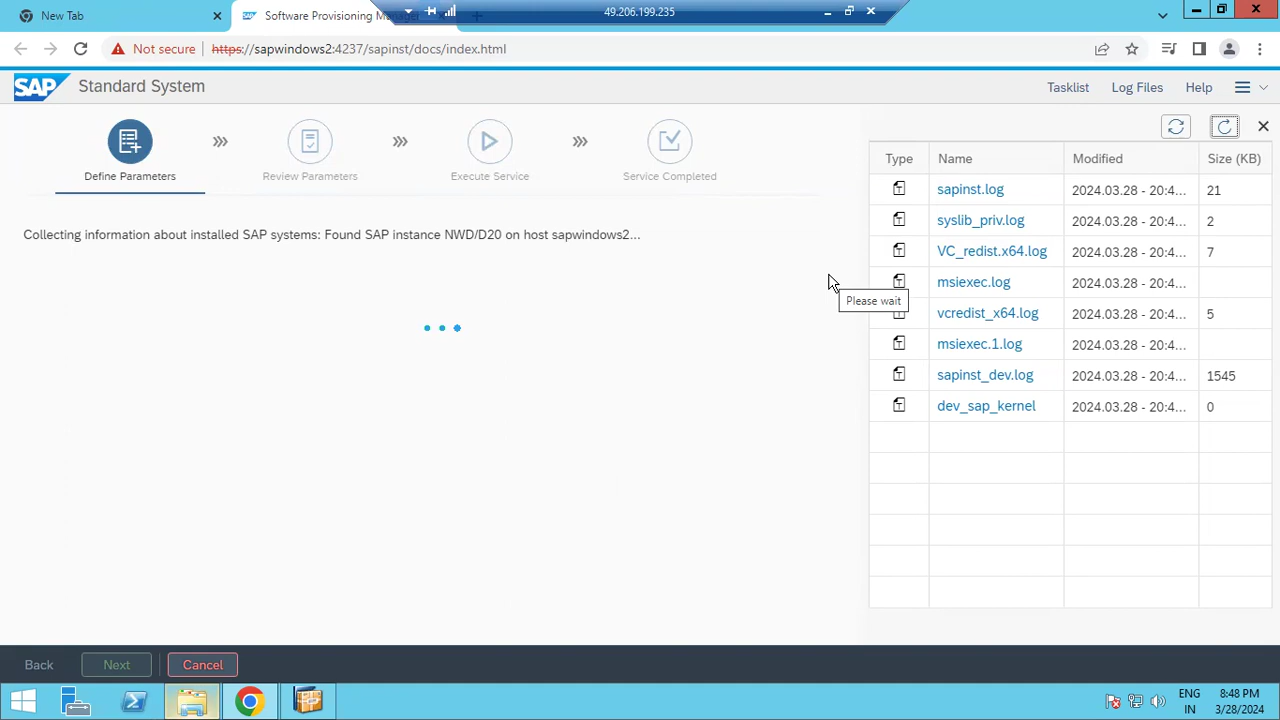 New Tab
Software Provisioning Manager
49.206.199.235
Not secure
https://sapwindows2:4237/sapinst/docs/index.html
SAP
Standard System
Tasklist
Log Files
Help
Define Parameters
Review Parameters
Execute Service
Service Completed
Collecting information about installed SAP systems: Found SAP instance NWD/D20 on host sapwindows2...
Please wait
Type Name Modified Size (KB)
sapinst.log 2024.03.28 - 20:4... 21
syslib_priv.log 2024.03.28 - 20:4... 2
VC_redist.x64.log 2024.03.28 - 20:4... 7
msiexec.log 2024.03.28 - 20:4...
vcredist_x64.log 2024.03.28 - 20:4... 5
msiexec.1.log 2024.03.28 - 20:4...
sapinst_dev.log 2024.03.28 - 20:4... 1545
dev_sap_kernel 2024.03.28 - 20:4... 0
Back
Next
Cancel
ENG
IN
8:48 PM
3/28/2024